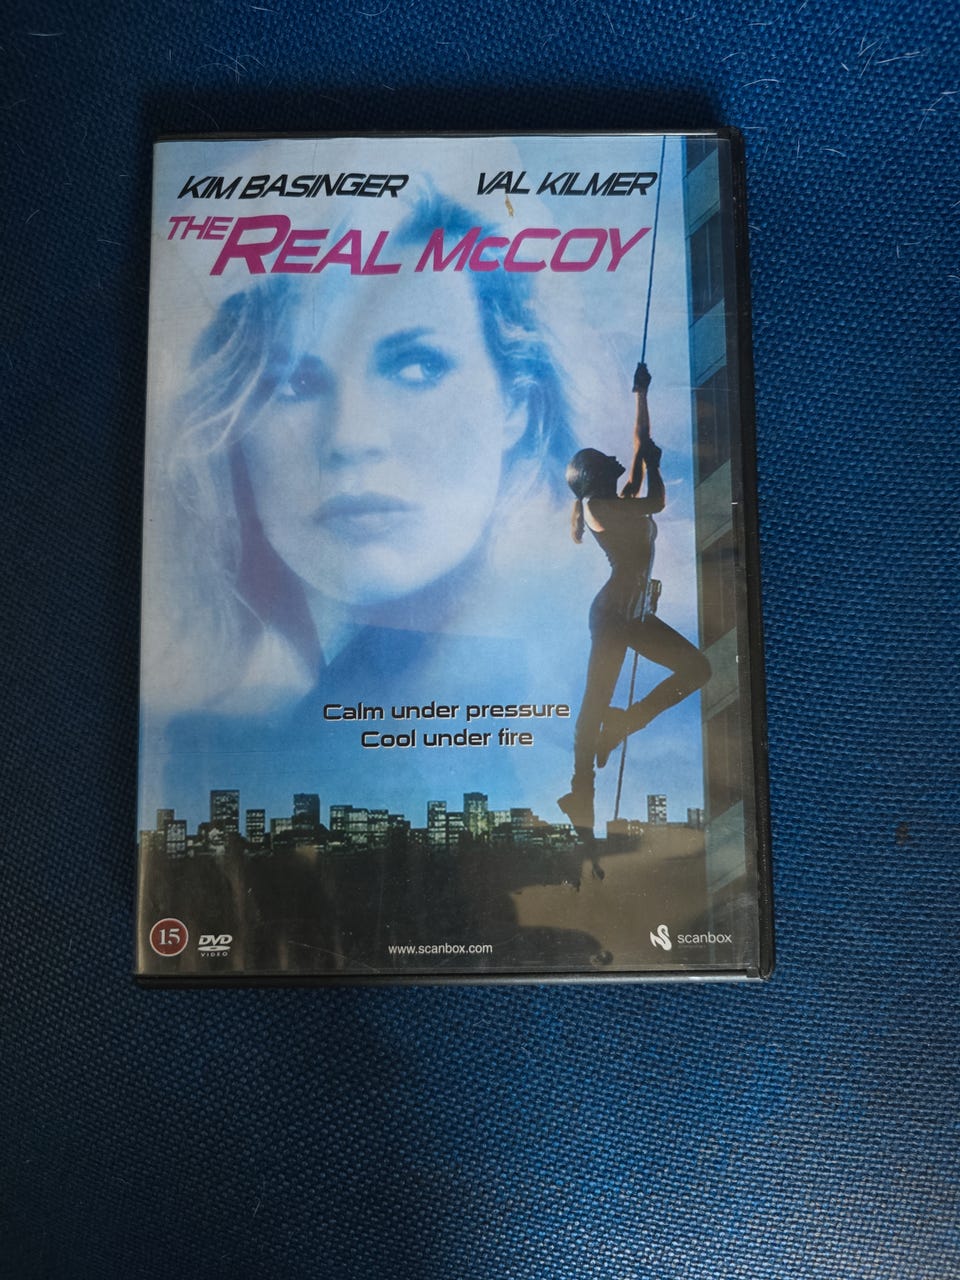 KIM BASINGER VAL KILMER
THE REAL McCOY
Calm under pressure
Cool under fire
15 DVD VIDEO www.scanbox.com scanbox